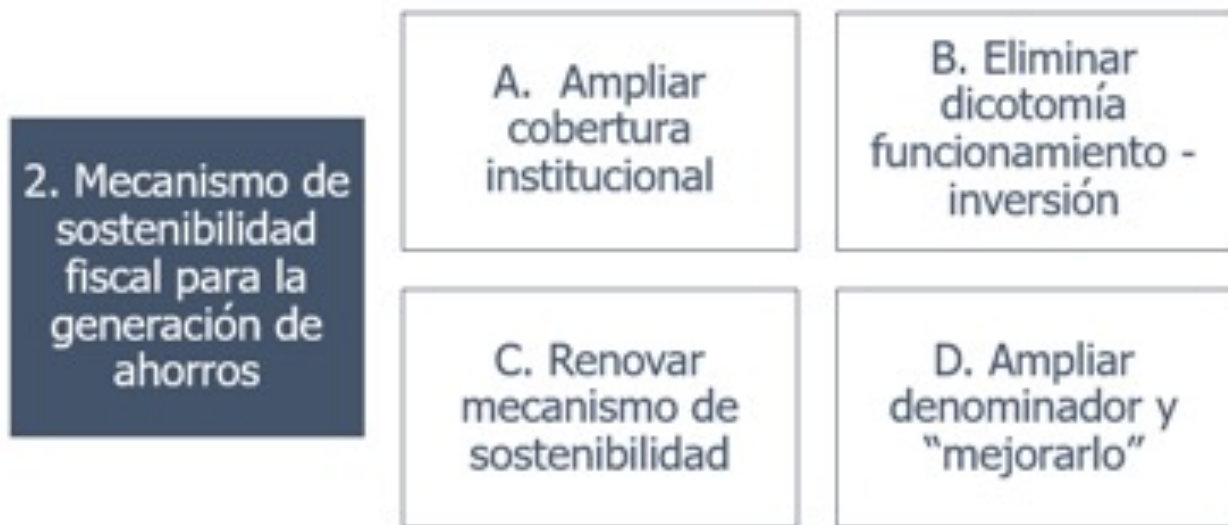 2. Mecanismo de
sostenibilidad
fiscal para la
generación de
ahorros
A. Ampliar
cobertura
institucional
B. Eliminar
dicotomía
funcionamiento -
inversión
C. Renovar
mecanismo de
sostenibilidad
D. Ampliar
denominador y
“mejorarlo”